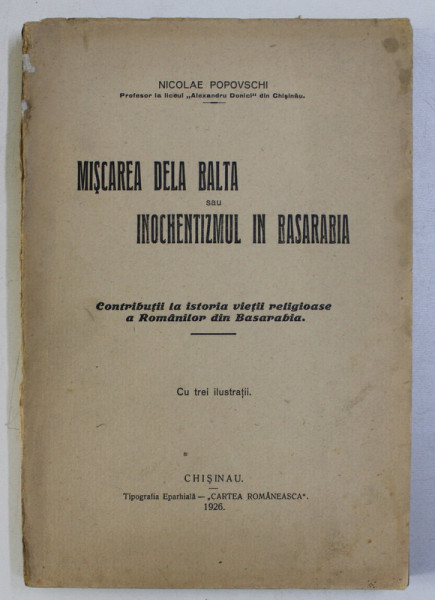 NICOLAE POPOVSCHI
Profesor la liceul „Alexandru Donici" din Chişinău.
MIŞCAREA DELA BALTA
sau
INOCHENTIZMUL IN BASARABIA
Contribuţii la istoria vieţii religioase
a Românilor din Basarabia.
Cu trei ilustraţii.
CHIŞINAU.
Tipografia Eparhială — „CARTEA ROMÂNEASCA".
1926.